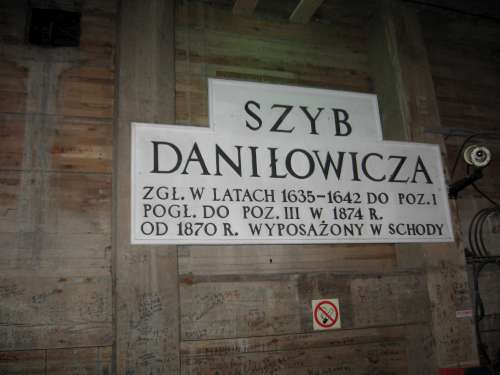 SZYB
DANIŁOWICZA
ZGŁ. W LATACH 1635-1642 DO POZ. I
POGŁ. DO POZ. III W 1874 R.
OD 1870 R. WYPOSAŻONY W SCHODY